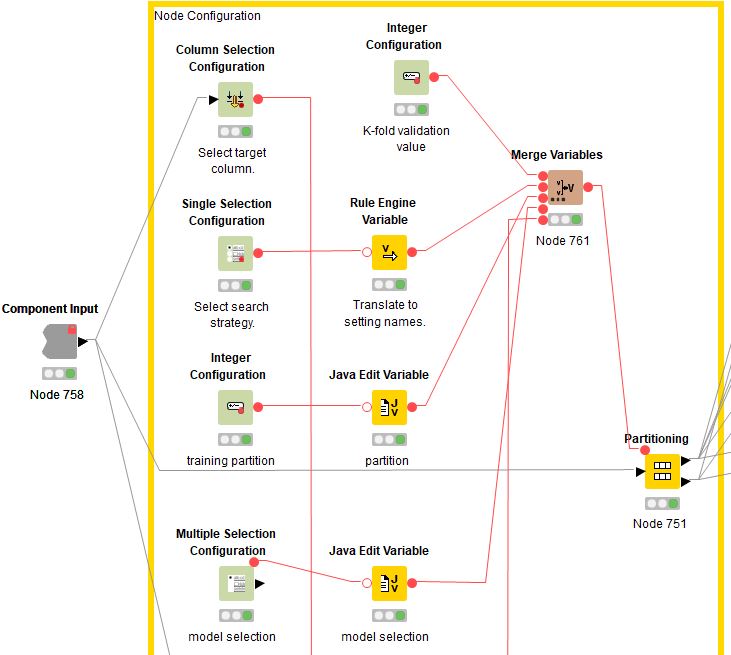 Node Configuration
Integer
Configuration
K-fold validation
value
Column Selection
Configuration
Select target
column.
Merge Variables
Node 761
Single Selection
Configuration
Select search
strategy.
Rule Engine
Variable
V
Translate to
setting names.
Component Input
Node 758
Integer
Configuration
training partition
Java Edit Variable
J
V
partition
Partitioning
Node 751
Multiple Selection
Configuration
model selection
Java Edit Variable
J
V
model selection